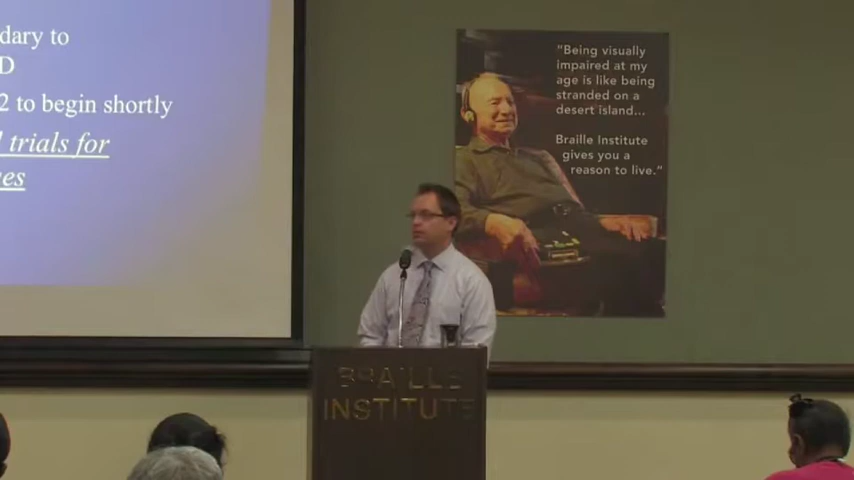 dary to
D
2 to begin shortly
l trials for
es
"Being visually
impaired at my
age is like being
stranded on a
desert island...
Braille Institute
gives you a
reason to live."
BRAILLE
INSTITUTE